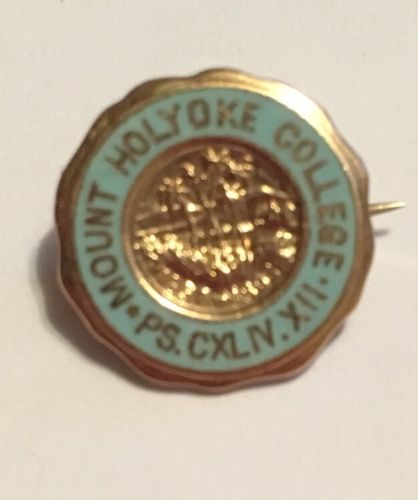 MOUNT HOLYOKE COLLEGE · PS. CXLIV. XII ·